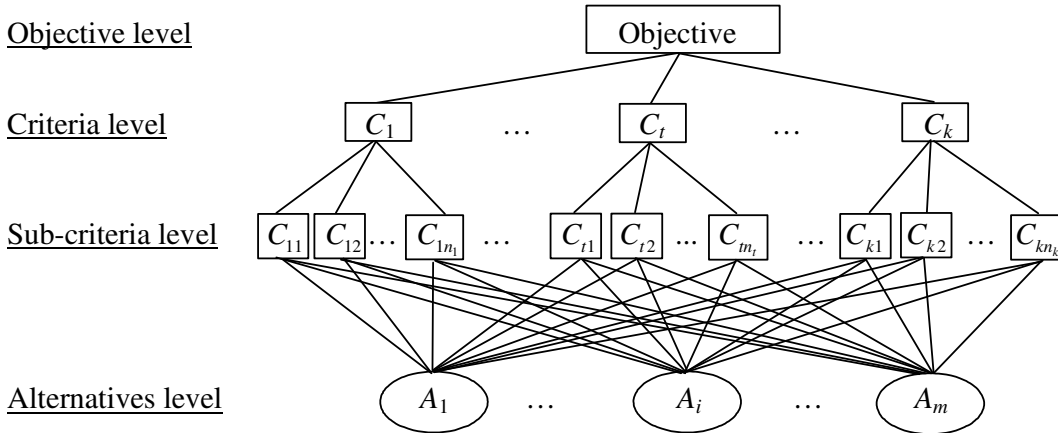 Objective level Objective
Criteria level C₁ … Cₜ … Cₖ
Sub-criteria level C₁₁ C₁₂ … C₁ₙ₁ … Cₜ₁ Cₜ₂ ... Cₜₙₜ … Cₖ₁ Cₖ₂ … Cₖₙₖ
Alternatives level A₁ … Aᵢ … Aₘ